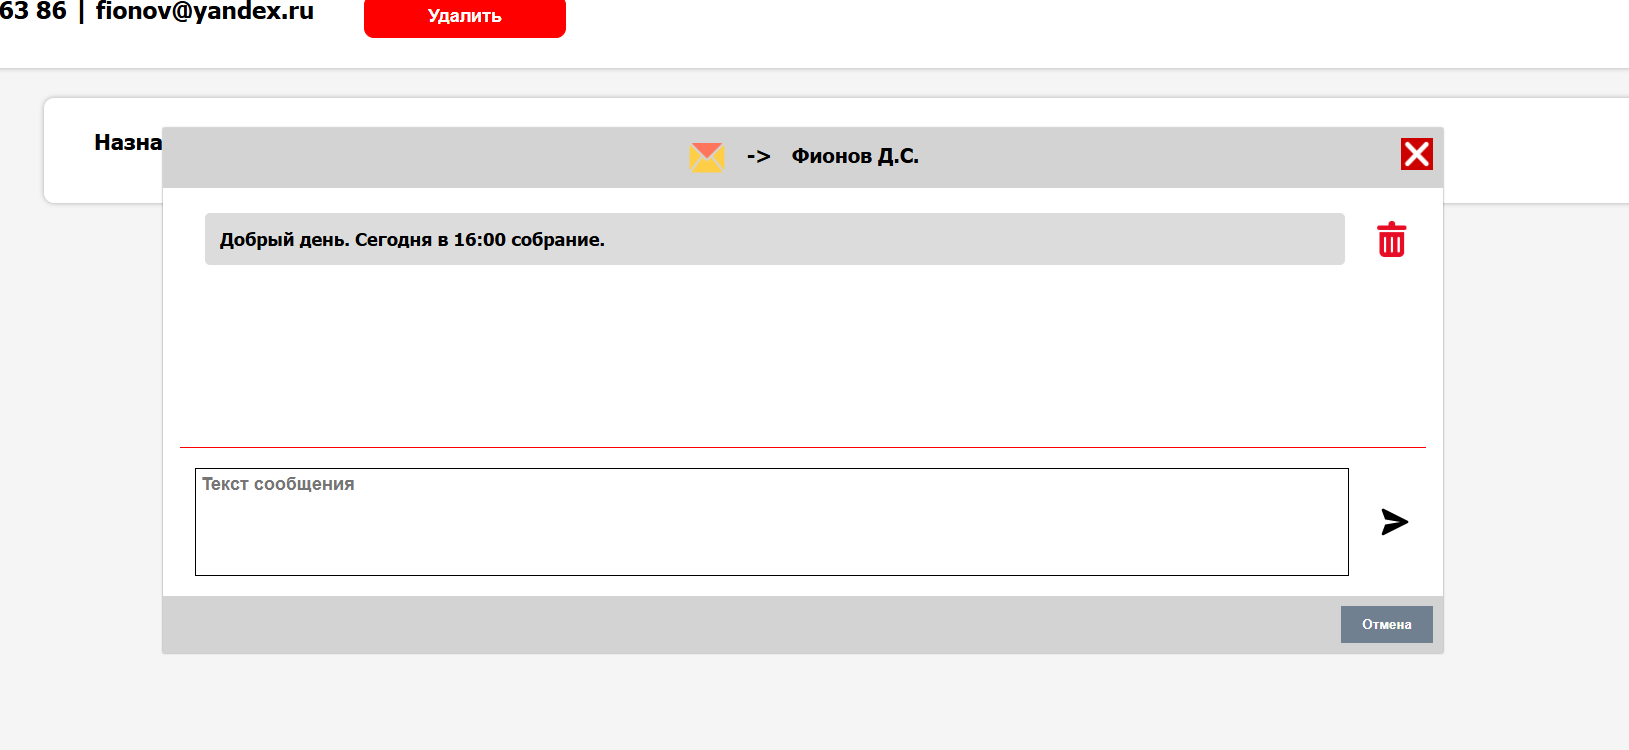 63 86 | fionov@yandex.ru
Удалить
Назна
-> Фионов Д.С.
Добрый день. Сегодня в 16:00 собрание.
Текст сообщения
Отмена